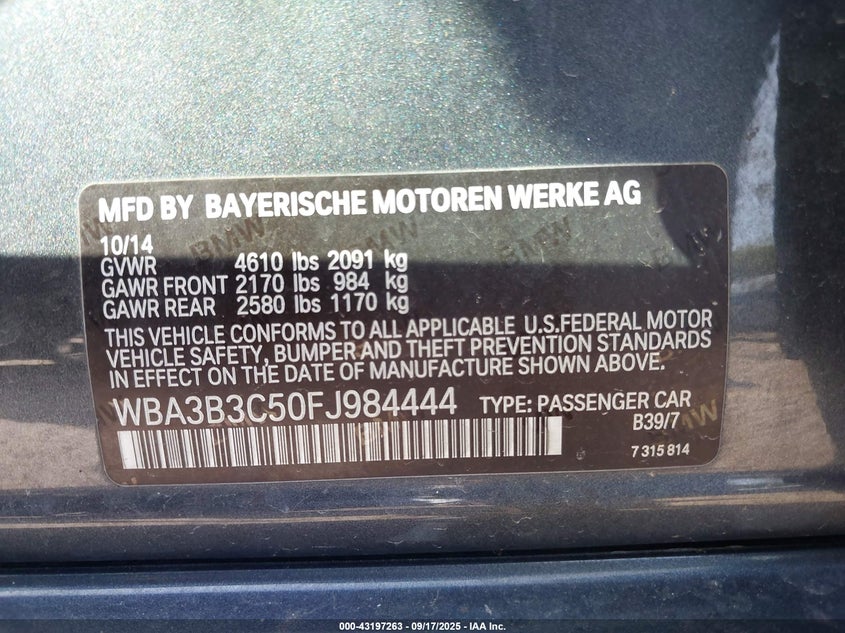 MFD BY BAYERISCHE MOTOREN WERKE AG
10/14
GVWR 4610 lbs 2091 kg
GAWR FRONT 2170 lbs 984 kg
GAWR REAR 2580 lbs 1170 kg
THIS VEHICLE CONFORMS TO ALL APPLICABLE U.S.FEDERAL MOTOR
VEHICLE SAFETY, BUMPER AND THEFT PREVENTION STANDARDS
IN EFFECT ON THE DATE OF MANUFACTURE SHOWN ABOVE.
WBA3B3C50FJ984444 TYPE: PASSENGER CAR
B39/7
7 315 814
000-43197263 - 09/17/2025 - IAA Inc.